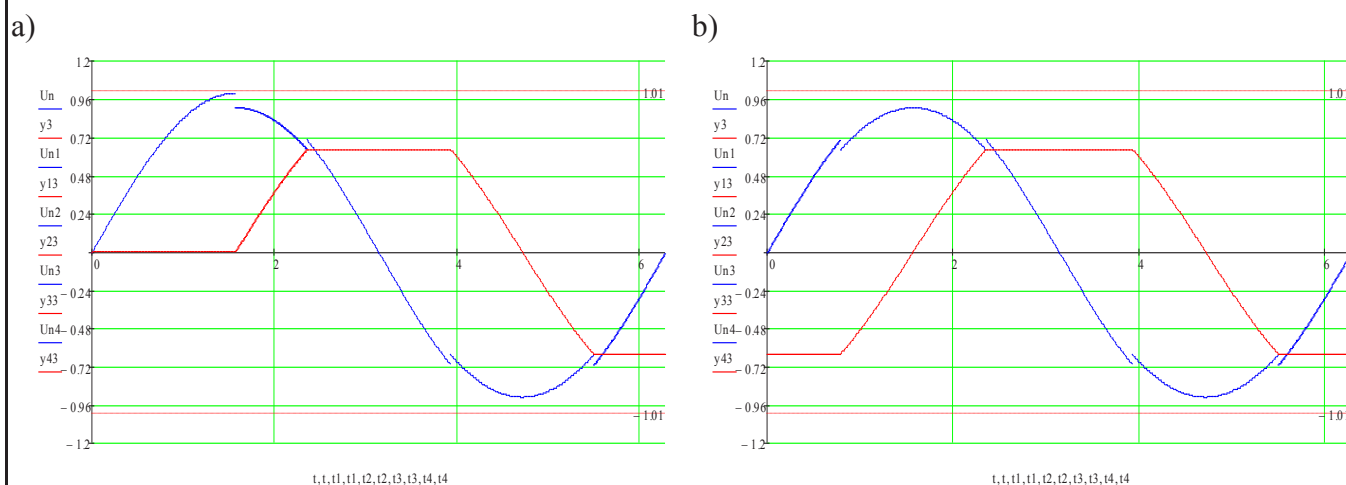 a)
1.2
Un
0.96
1.01
y3
0.72
Un1
y13
0.48
Un2
0.24
y23
0
2
4
6
Un3
−0.24
y33
−0.48
Un4
y43
−0.72
−0.96
−1.01
−1.2
t,t,t1,t1,t2,t2,t3,t3,t4,t4
b)
1.2
Un
0.96
1.01
y3
0.72
Un1
y13
0.48
Un2
0.24
y23
0
2
4
6
Un3
−0.24
y33
−0.48
Un4
y43
−0.72
−0.96
−1.01
−1.2
t,t,t1,t1,t2,t2,t3,t3,t4,t4